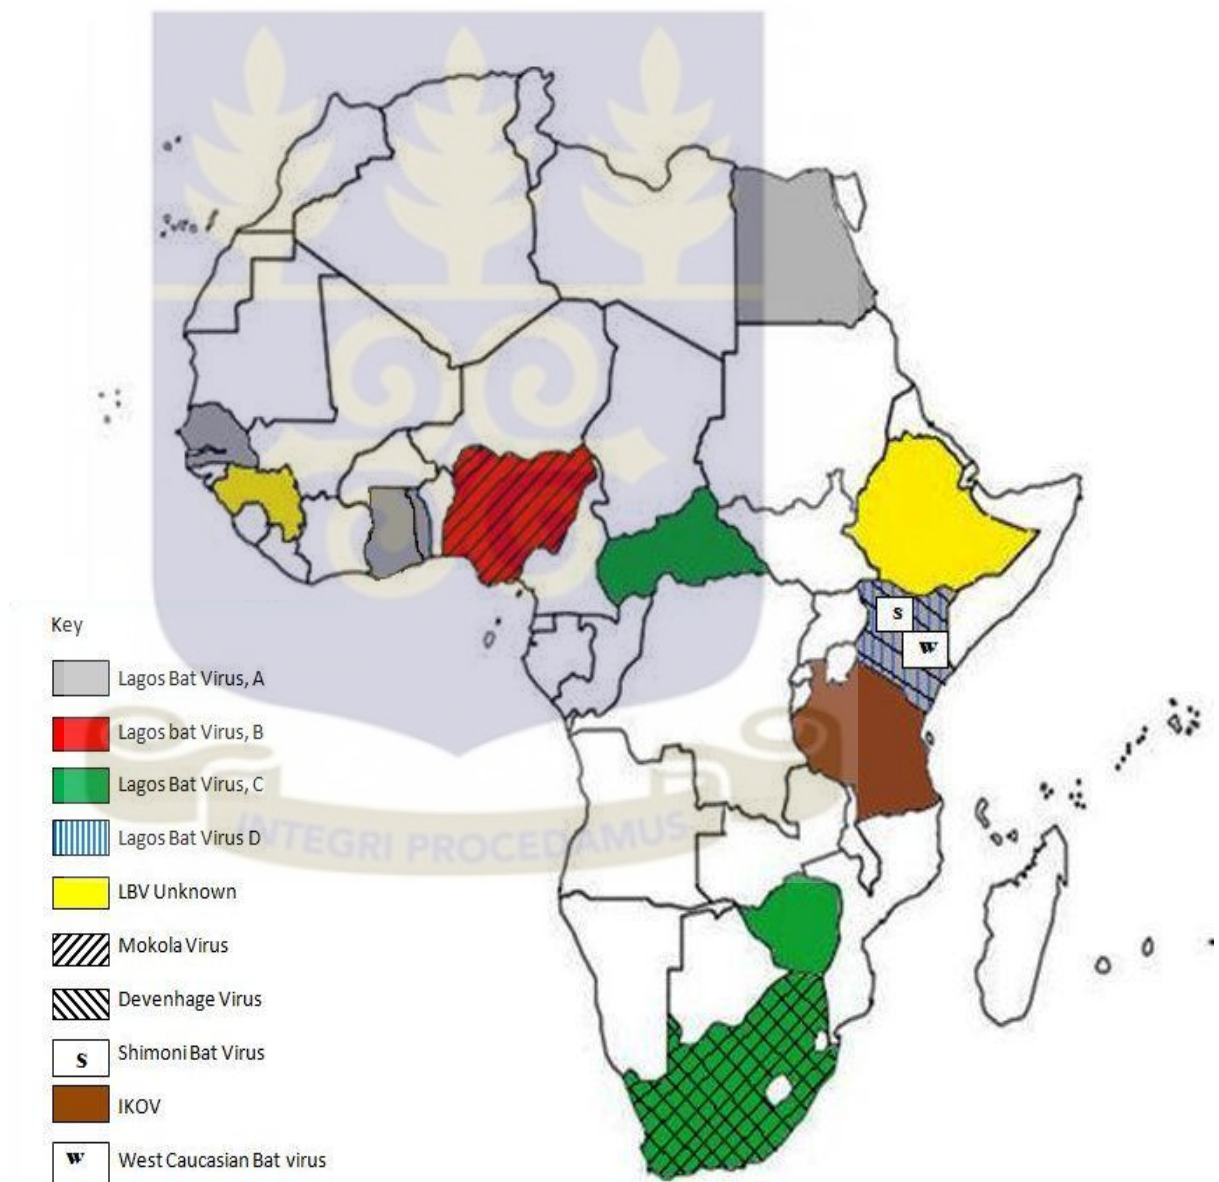 S
W
Key
Lagos Bat Virus, A
Lagos bat Virus, B
Lagos Bat Virus, C
Lagos Bat Virus D
LBV Unknown
Mokola Virus
Devenhage Virus
S Shimoni Bat Virus
IKOV
W West Caucasian Bat virus
INTEGRI PROCEDAMUS